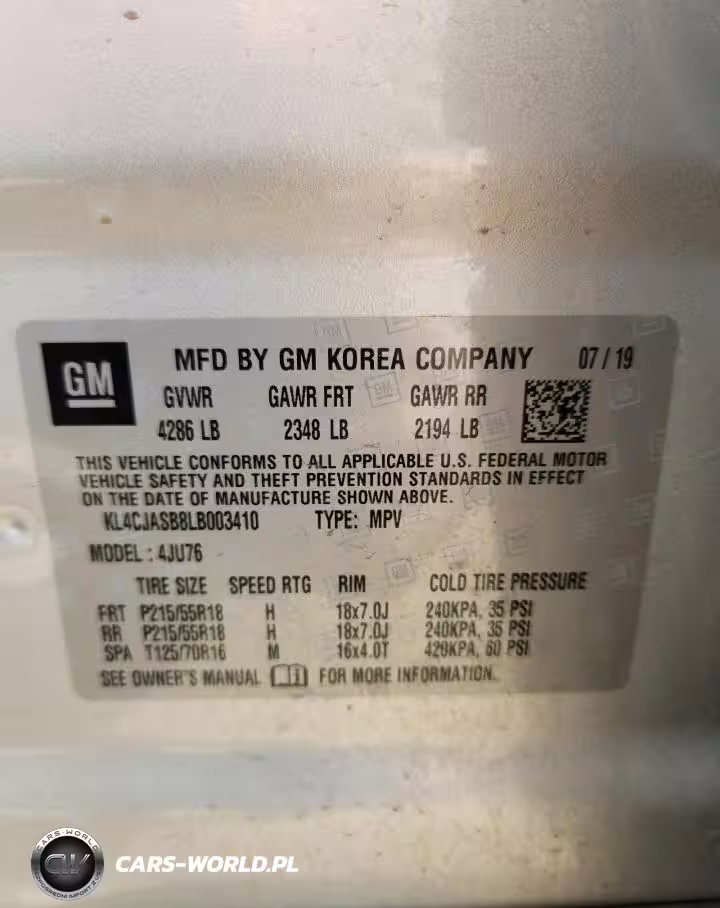 GM
MFD BY GM KOREA COMPANY 07/19
GVWR GAWR FRT GAWR RR
4286 LB 2348 LB 2194 LB
THIS VEHICLE CONFORMS TO ALL APPLICABLE U.S. FEDERAL MOTOR
VEHICLE SAFETY AND THEFT PREVENTION STANDARDS IN EFFECT
ON THE DATE OF MANUFACTURE SHOWN ABOVE.
KL4CJASB8LB003410 TYPE: MPV
MODEL: 4JU76
TIRE SIZE SPEED RTG RIM COLD TIRE PRESSURE
FRT P215/55R18 H 18x7.0J 240KPA, 35 PSI
RR P215/55R18 H 18x7.0J 240KPA, 35 PSI
SPA T125/70R16 M 16x4.0T 420KPA, 60 PSI
SEE OWNER'S MANUAL FOR MORE INFORMATION.
CARS-WORLD
CW
CARS-WORLD.PL